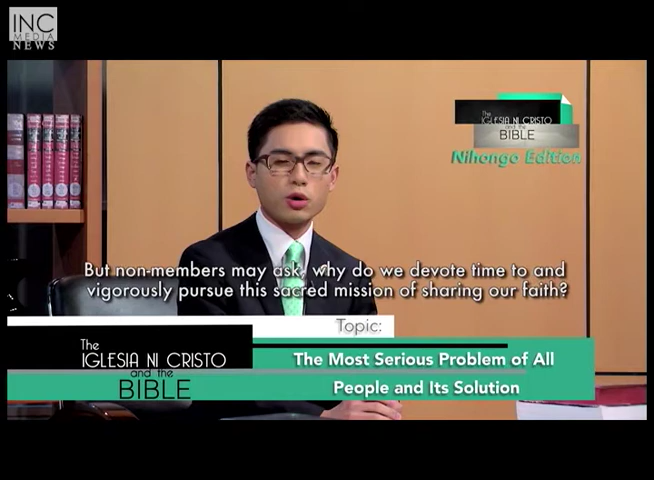 INC
MEDIA
NEWS
The
IGLESIA NI CRISTO
and the
BIBLE
Nihongo Edition
But non-members may ask, why do we devote time to and
vigorously pursue this sacred mission of sharing our faith?
Topic:
The
IGLESIA NI CRISTO
and the
BIBLE
The Most Serious Problem of All
People and Its Solution